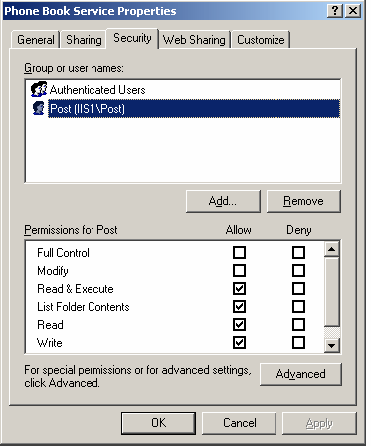 Phone Book Service Properties
General Sharing Security Web Sharing Customize
Group or user names:
Authenticated Users
Post (IIS1\Post)
Add... Remove
Permissions for Post Allow Deny
Full Control
Modify
Read & Execute
List Folder Contents
Read
Write
For special permissions or for advanced settings,
click Advanced.
Advanced
OK Cancel Apply